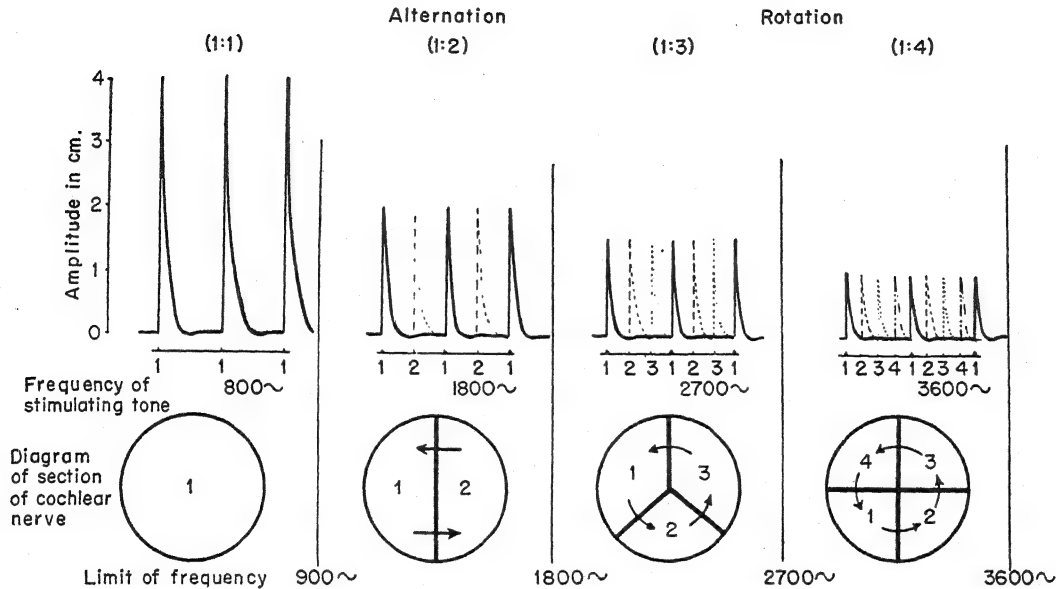 Alternation Rotation
(1:1) (1:2) (1:3) (1:4)
Amplitude in cm.
4
3
2
1
0
1 1 1
1 2 1 2 1
1 2 3 1 2 3 1
1 2 3 4 1 2 3 4 1
Frequency of
stimulating tone
800~ 1800~ 2700~ 3600~
Diagram
of section
of cochlear
nerve
1
1 2
1 3
2
4 3
1 2
Limit of frequency 900~ 1800~ 2700~ 3600~